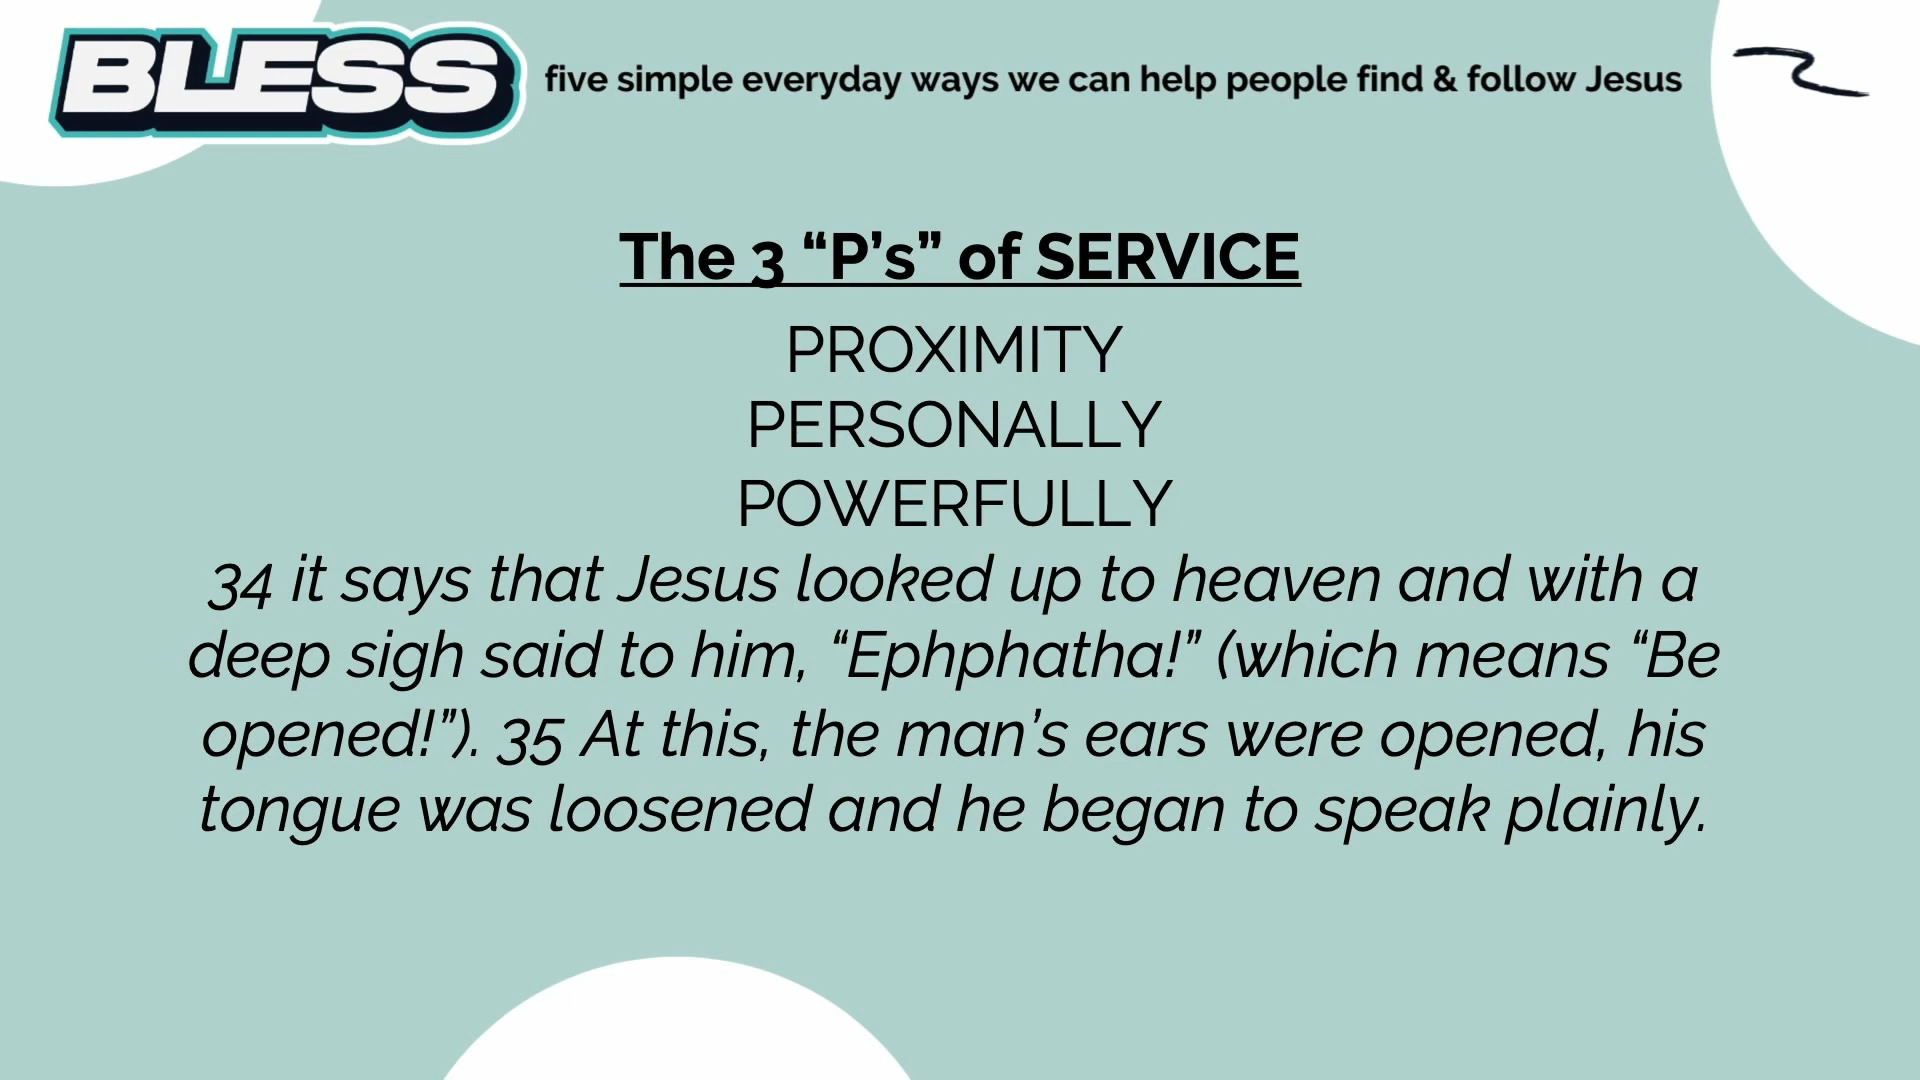 BLESS five simple everyday ways we can help people find & follow Jesus
The 3 “P’s” of SERVICE
PROXIMITY
PERSONALLY
POWERFULLY
34 it says that Jesus looked up to heaven and with a
deep sigh said to him, “Ephphatha!” (which means “Be
opened!”). 35 At this, the man’s ears were opened, his
tongue was loosened and he began to speak plainly.